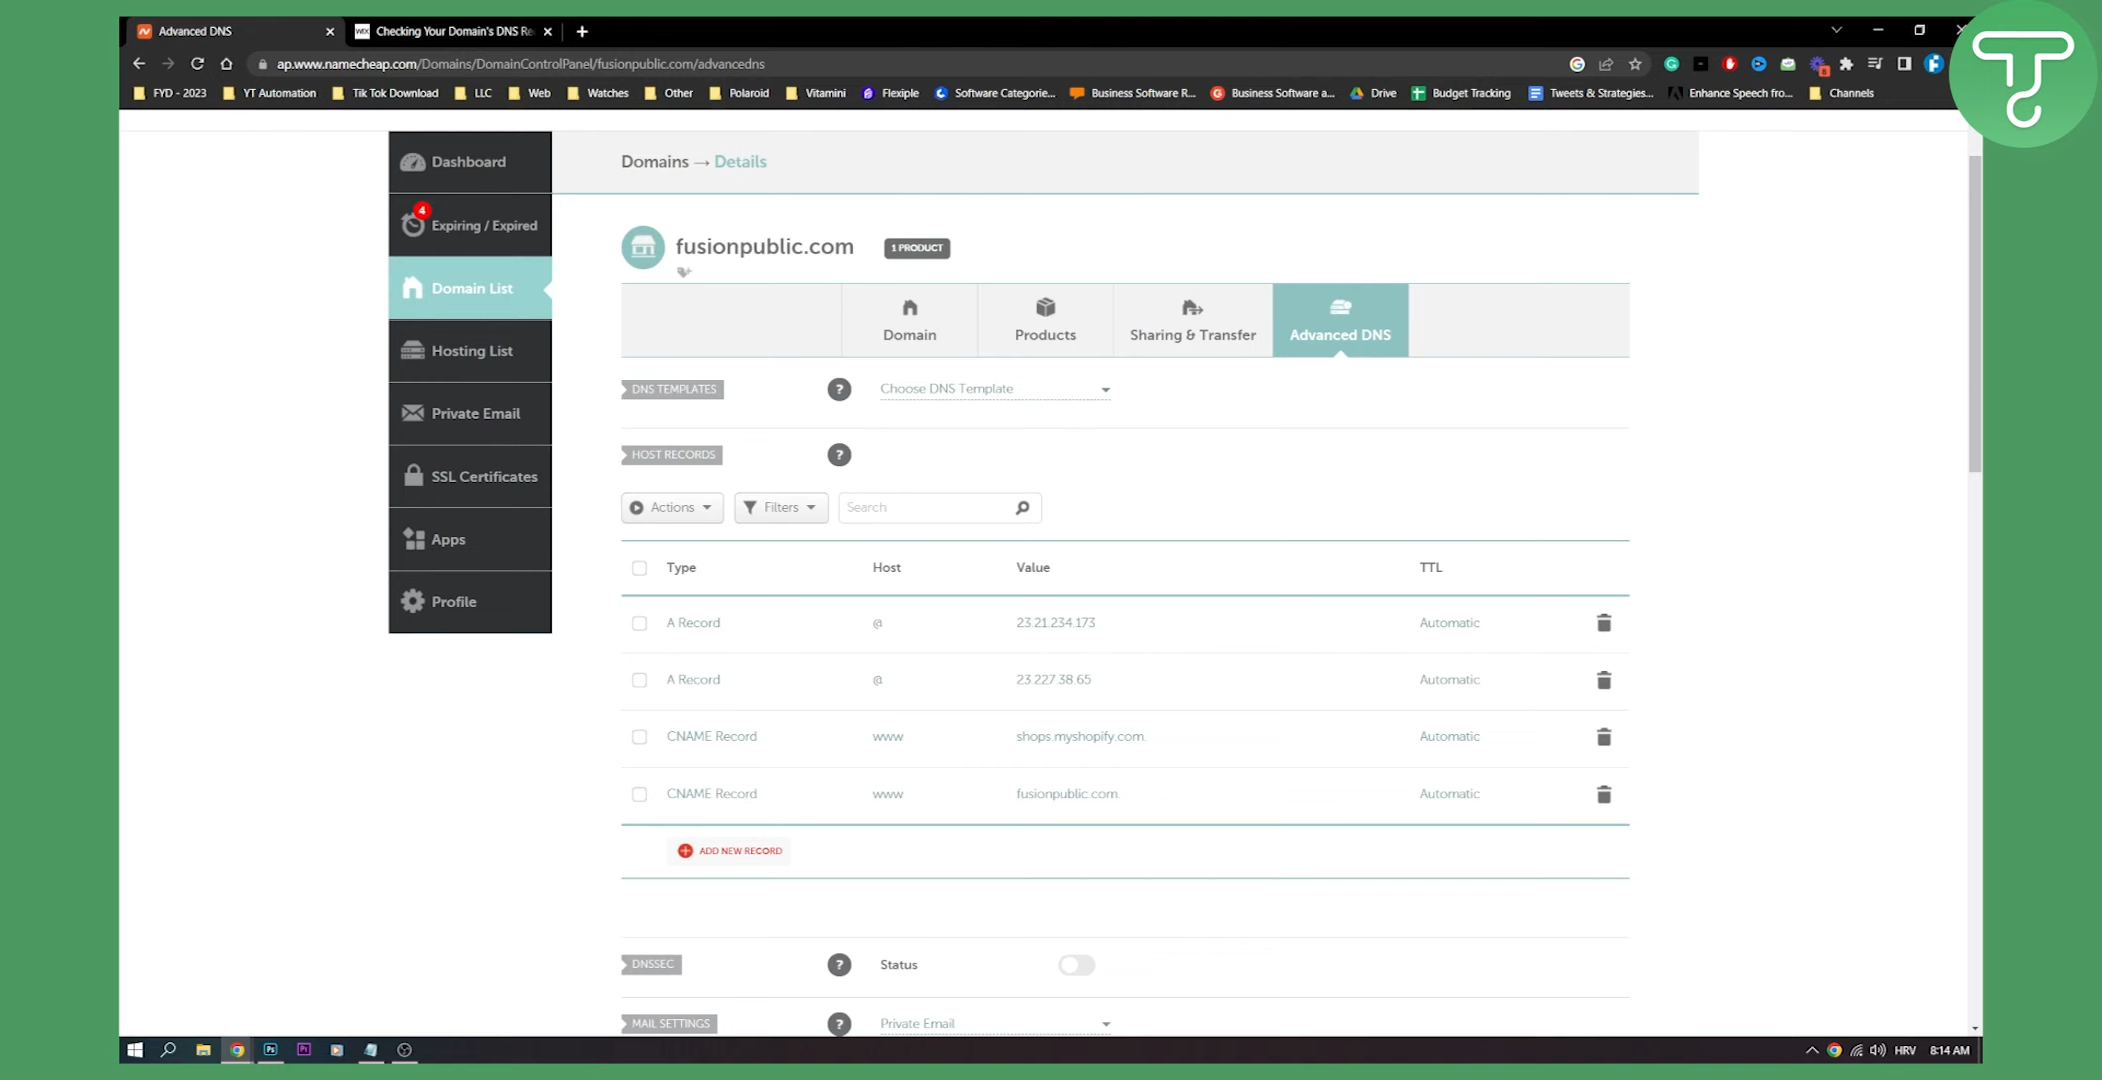 Advanced DNS
Checking Your Domain's DNS Re
ap.www.namecheap.com/Domains/DomainControlPanel/fusionpublic.com/advanceddns
FYD - 2023 YT Automation Tik Tok Download LLC Web Watches Other Polaroid Vitamini Flexiple Software Categorie... Business Software R... Business Software a... Drive Budget Tracking Tweets & Strategies... Enhance Speech fro... Channels
Dashboard
4
Expiring / Expired
Domain List
Hosting List
Private Email
SSL Certificates
Apps
Profile
Domains → Details
fusionpublic.com 1 PRODUCT
Domain Products Sharing & Transfer Advanced DNS
DNS TEMPLATES ? Choose DNS Template
HOST RECORDS ?
Actions Filters Search
Type Host Value TTL
A Record @ 23.21.234.173 Automatic
A Record @ 23.227.38.65 Automatic
CNAME Record www shops.myshopify.com. Automatic
CNAME Record www fusionpublic.com. Automatic
ADD NEW RECORD
DNSSEC ? Status
MAIL SETTINGS ? Private Email
Ps Pr HRV 8:14 AM